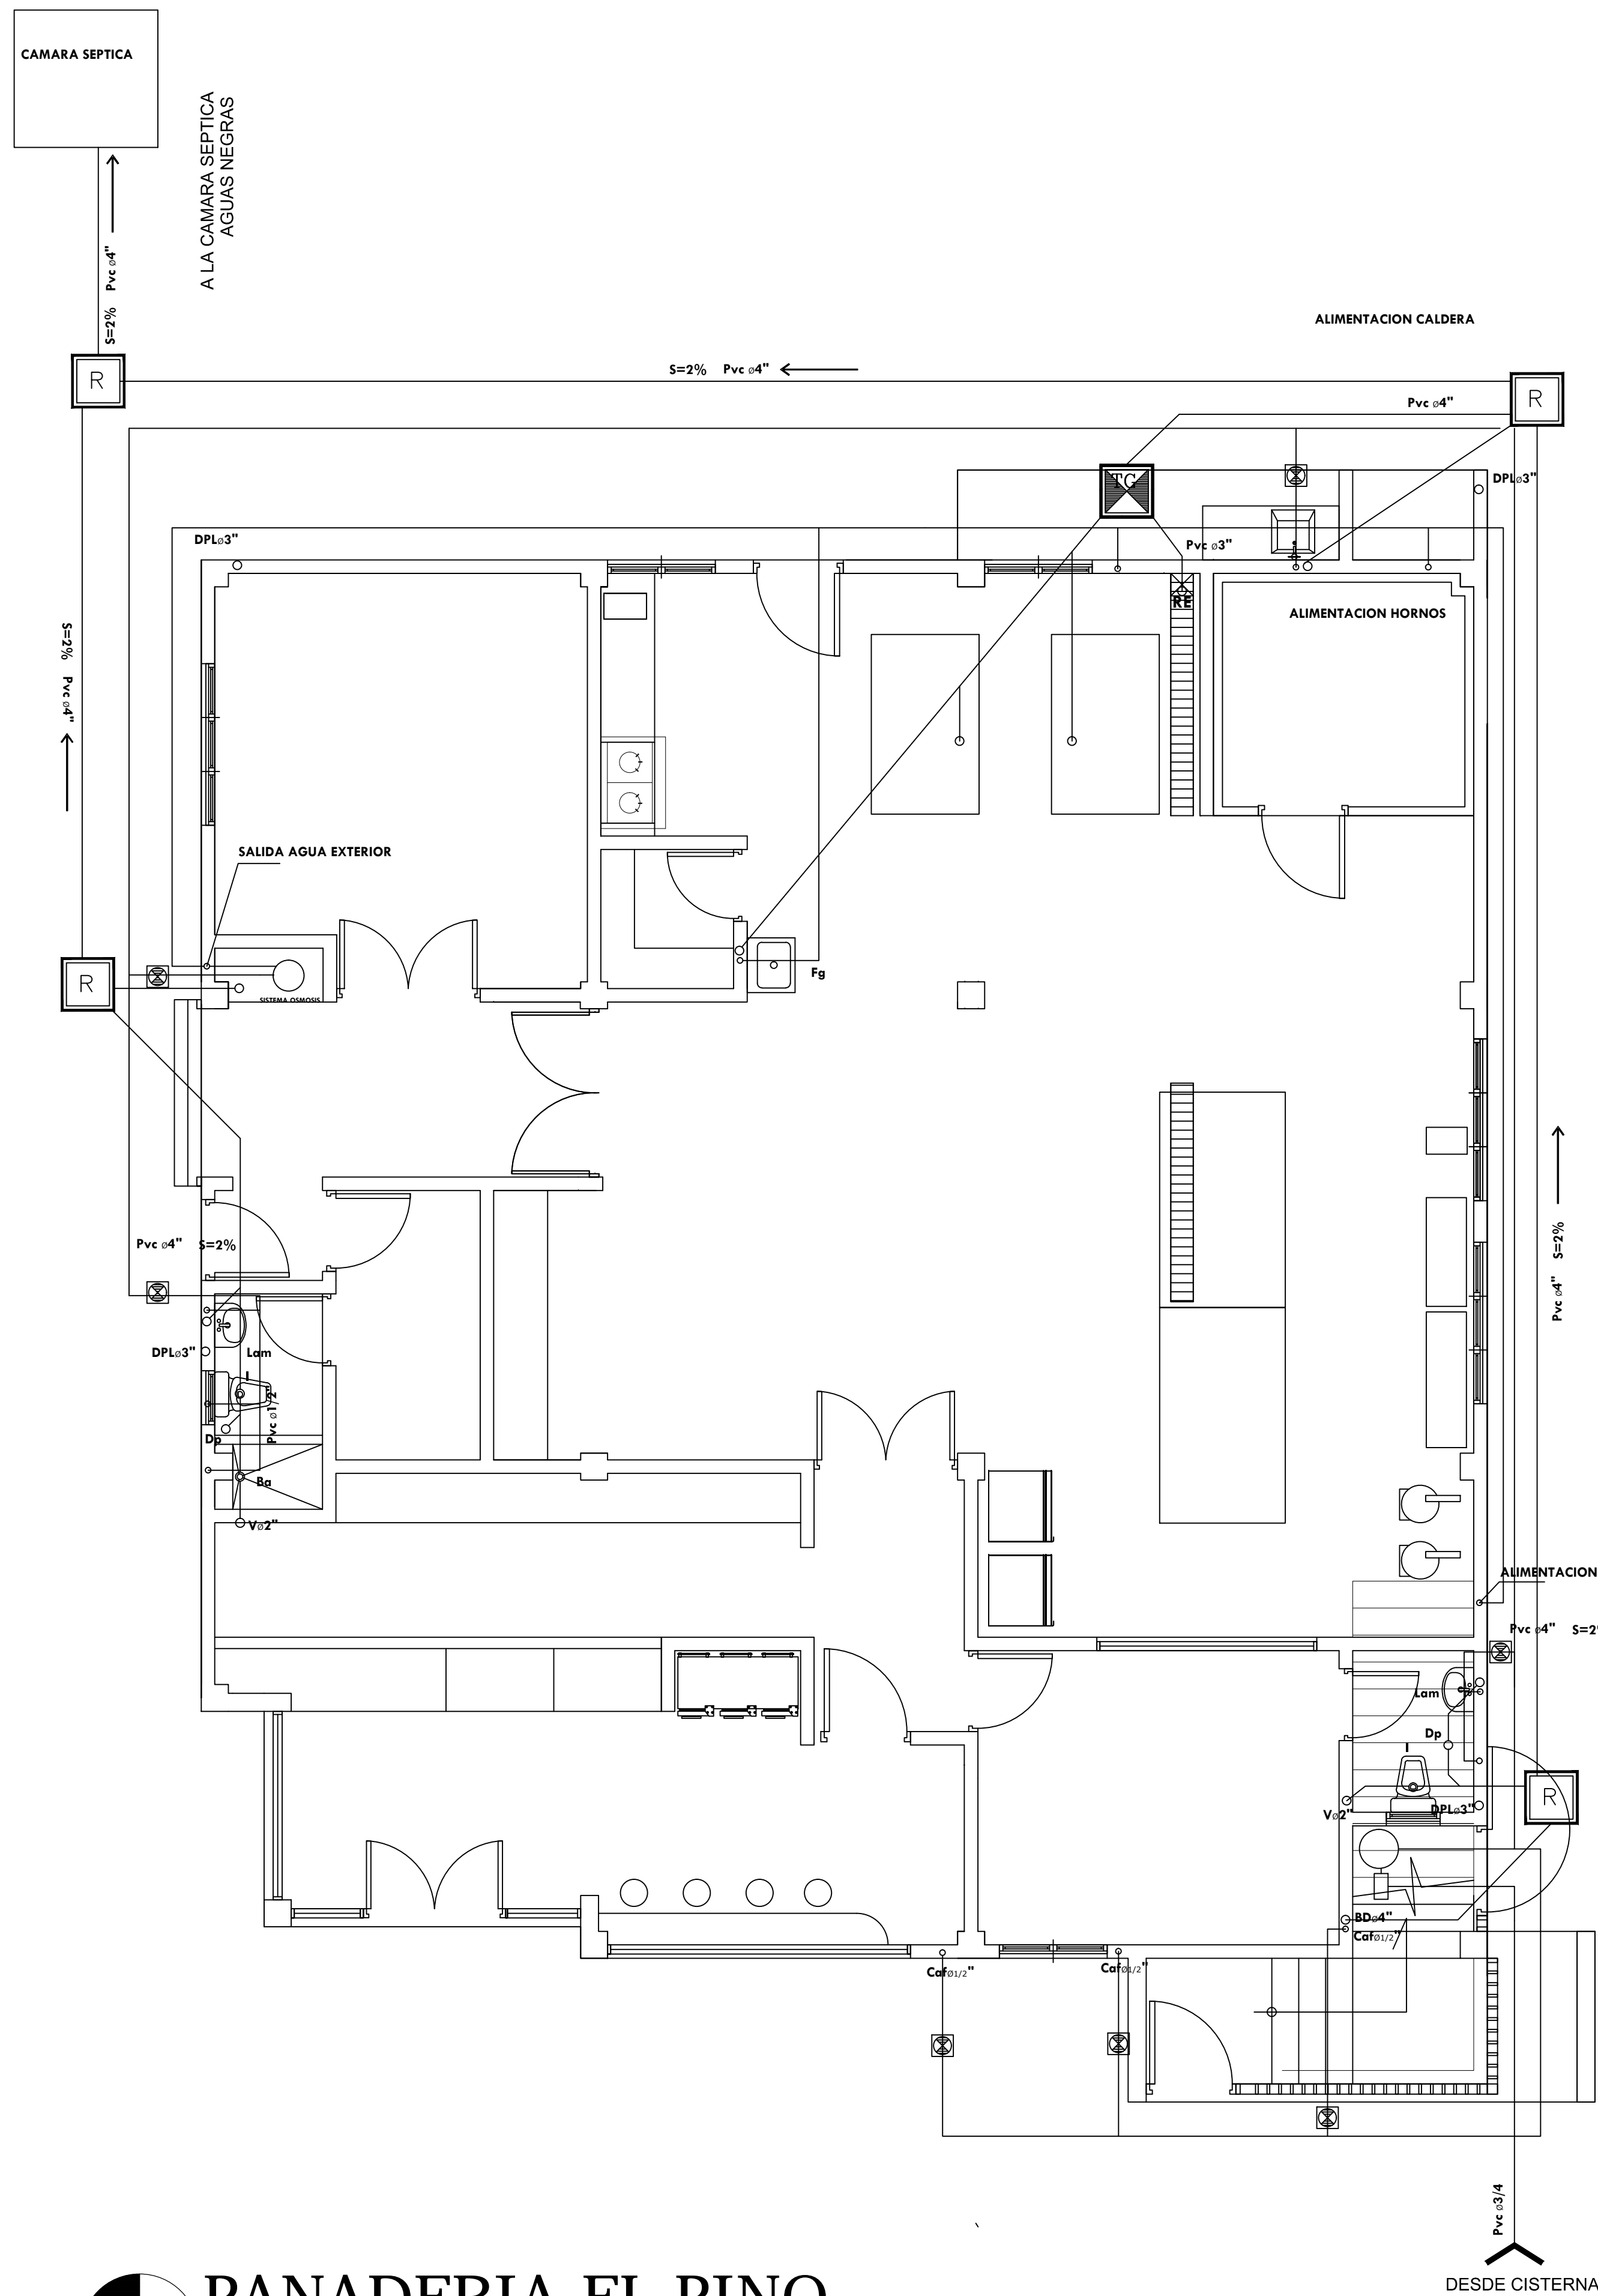 CAMARA SEPTICA
A LA CAMARA SEPTICA
AGUAS NEGRAS
S=2% Pvc ø4"
ALIMENTACION CALDERA
R
S=2% Pvc ø4"
R
Pvc ø4"
TG
DPLø3"
DPLø3"
Pvc ø3"
RE
ALIMENTACION HORNOS
S=2% Pvc ø4"
SALIDA AGUA EXTERIOR
Fg
R
SISTEMA OSMOSIS
Pvc ø4" S=2%
Pvc ø4" S=2%
DPLø3"
Lam
I
Pvc ø1/2"
Dp
Ba
Vø2"
ALIMENTACION
Pvc ø4"
Lam
Dp
I
R
Vø2"
DPLø3"
BDø4"
Cafø1/2"
Cafø1/2"
Cafø1/2"
Pvc ø3/4
DESDE CISTERNA
PANADERIA EL PINO